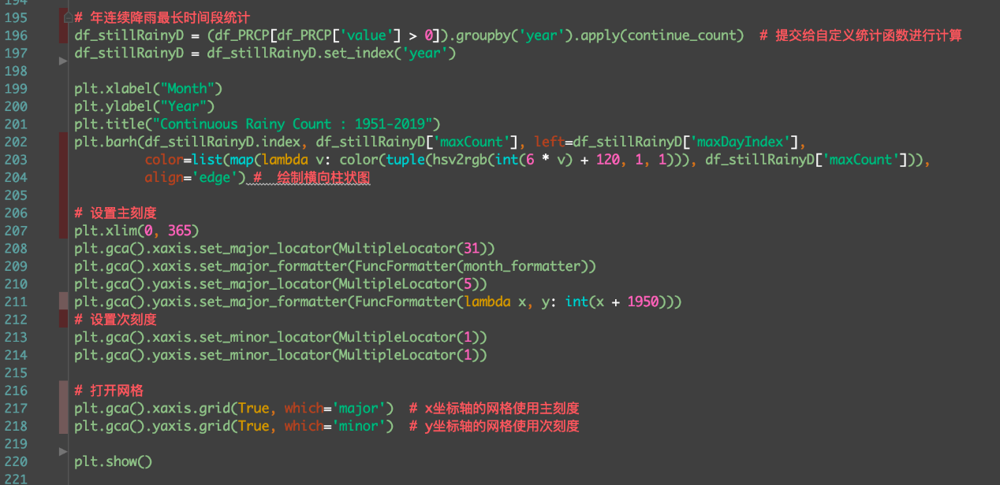 194
195 # 年连续降雨最长时间段统计
196 df_stillRainyD = (df_PRCP[df_PRCP['value'] > 0]).groupby('year').apply(continue_count)  # 提交给自定义统计函数进行计算
197 df_stillRainyD = df_stillRainyD.set_index('year')
198
199 plt.xlabel("Month")
200 plt.ylabel("Year")
201 plt.title("Continuous Rainy Count : 1951-2019")
202 plt.barh(df_stillRainyD.index, df_stillRainyD['maxCount'], left=df_stillRainyD['maxDayIndex'],
203          color=list(map(lambda v: color(tuple(hsv2rgb(int(6 * v) + 120, 1, 1))), df_stillRainyD['maxCount'])),
204          align='edge') #  绘制横向柱状图
205
206 # 设置主刻度
207 plt.xlim(0, 365)
208 plt.gca().xaxis.set_major_locator(MultipleLocator(31))
209 plt.gca().xaxis.set_major_formatter(FuncFormatter(month_formatter))
210 plt.gca().yaxis.set_major_locator(MultipleLocator(5))
211 plt.gca().yaxis.set_major_formatter(FuncFormatter(lambda x, y: int(x + 1950)))
212 # 设置次刻度
213 plt.gca().xaxis.set_minor_locator(MultipleLocator(1))
214 plt.gca().yaxis.set_minor_locator(MultipleLocator(1))
215
216 # 打开网格
217 plt.gca().xaxis.grid(True, which='major')  # x坐标轴的网格使用主刻度
218 plt.gca().yaxis.grid(True, which='minor')  # y坐标轴的网格使用次刻度
219
220 plt.show()
221